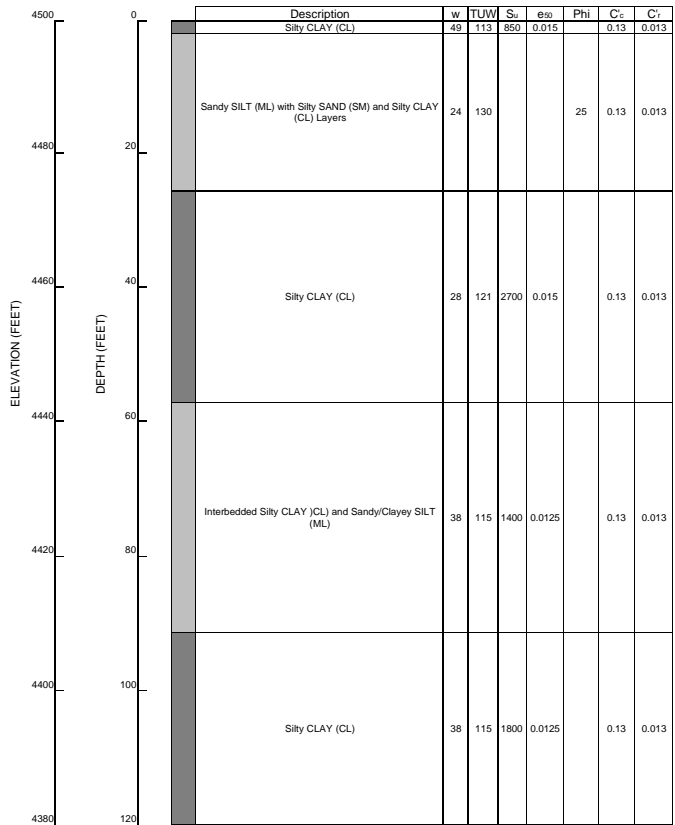 Description w TUW Su e50 Phi C'c C'r
Silty CLAY (CL) 49 113 850 0.015 0.13 0.013
Sandy SILT (ML) with Silty SAND (SM) and Silty CLAY
(CL) Layers
24 130 25 0.13 0.013
Silty CLAY (CL) 28 121 2700 0.015 0.13 0.013
Interbedded Silty CLAY )CL) and Sandy/Clayey SILT
(ML)
38 115 1400 0.0125 0.13 0.013
Silty CLAY (CL) 38 115 1800 0.0125 0.13 0.013
ELEVATION (FEET)
4500
4480
4460
4440
4420
4400
4380
DEPTH (FEET)
0
20
40
60
80
100
120